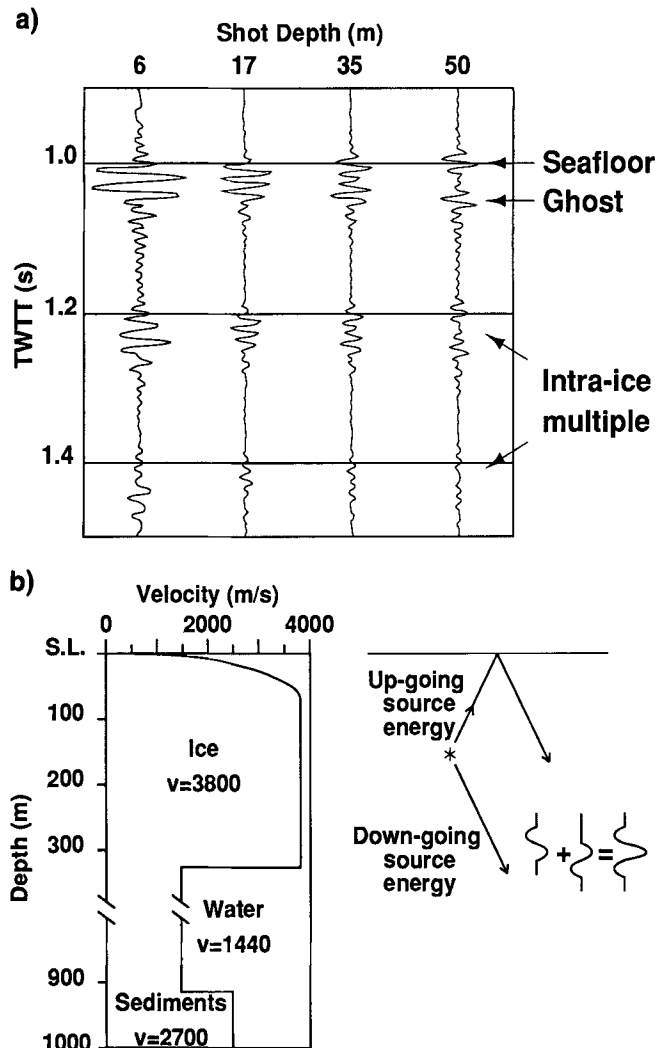 a)
Shot Depth (m)
6 17 35 50
1.0
Seafloor
Ghost
TWTT (s)
1.2
Intra-ice
multiple
1.4
b)
Velocity (m/s)
0 2000 4000
S.L.
Up-going
source
energy
100
Ice
v=3800
*
200
Depth (m)
300
Down-going
source
energy
+ =
Water
v=1440
900
Sediments
v=2700
1000